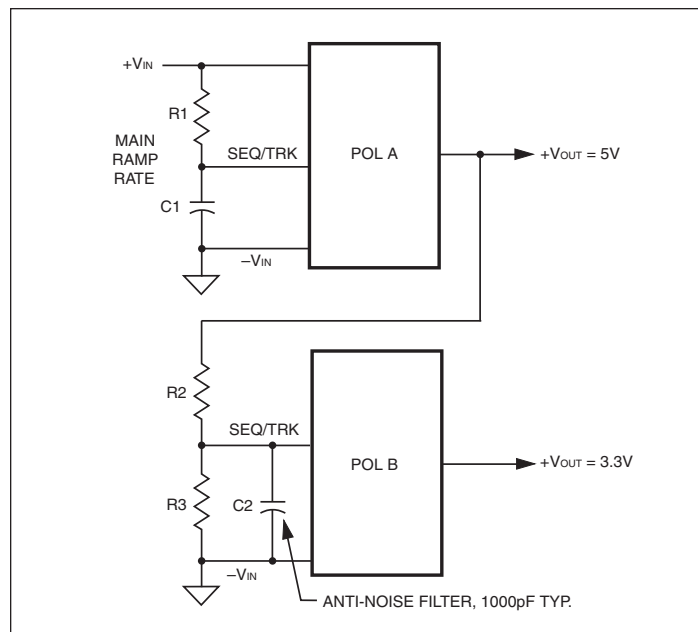 +VIN
R1
MAIN
RAMP
RATE
SEQ/TRK
POL A
+VOUT = 5V
C1
–VIN
R2
SEQ/TRK
POL B
+VOUT = 3.3V
R3
C2
–VIN
ANTI-NOISE FILTER, 1000pF TYP.